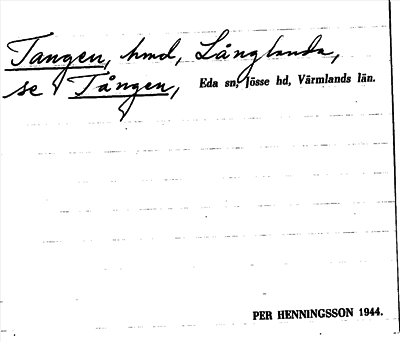 Tangen, hmd, Långlanda,
se Tången, Eda sn, Jösse hd, Värmlands län.
PER HENNINGSSON 1944.